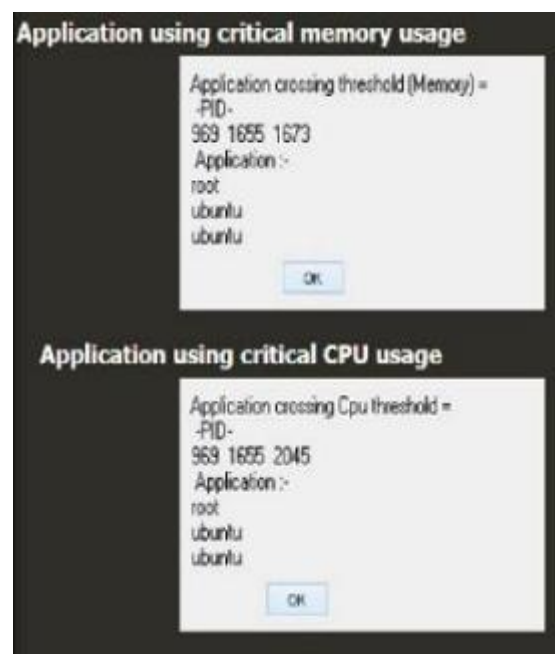 Application using critical memory usage
Application crossing threshold (Memory) =
-PID-
969 1655 1673
Application :-
root
ubuntu
ubuntu
OK
Application using critical CPU usage
Application crossing Cpu threshold =
-PID-
969 1655 2045
Application :-
root
ubuntu
ubuntu
OK